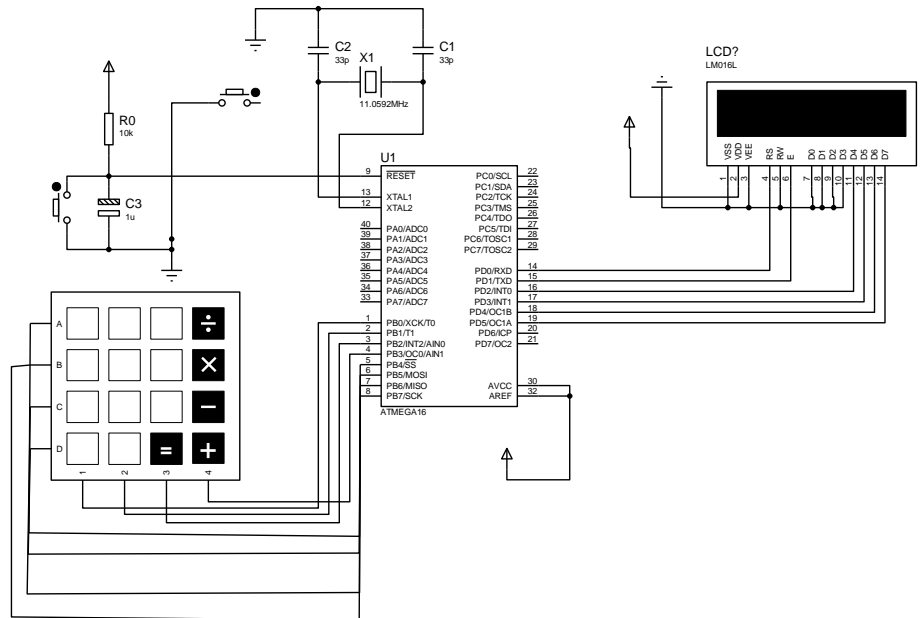 C2
33p
C1
33p
X1
11.0592MHz
LCD?
LM016L
R0
10k
C3
1u
VSS
VDD
VEE
RS
RW
E
D0
D1
D2
D3
D4
D5
D6
D7
1
2
3
4
5
6
7
8
9
10
11
12
13
14
U1
9 RESET PC0/SCL 22
PC1/SDA 23
13 XTAL1 PC2/TCK 24
12 XTAL2 PC3/TMS 25
PC4/TDO 26
40 PA0/ADC0 PC5/TDI 27
39 PA1/ADC1 PC6/TOSC1 28
38 PA2/ADC2 PC7/TOSC2 29
37 PA3/ADC3
36 PA4/ADC4 PD0/RXD 14
35 PA5/ADC5 PD1/TXD 15
34 PA6/ADC6 PD2/INT0 16
33 PA7/ADC7 PD3/INT1 17
PD4/OC1B 18
1 PB0/XCK/T0 PD5/OC1A 19
2 PB1/T1 PD6/ICP 20
3 PB2/INT2/AIN0 PD7/OC2 21
4 PB3/OC0/AIN1
5 PB4/SS
6 PB5/MOSI
7 PB6/MISO AVCC 30
8 PB7/SCK AREF 32
ATMEGA16
A ÷
B ×
C −
D = +
1 2 3 4